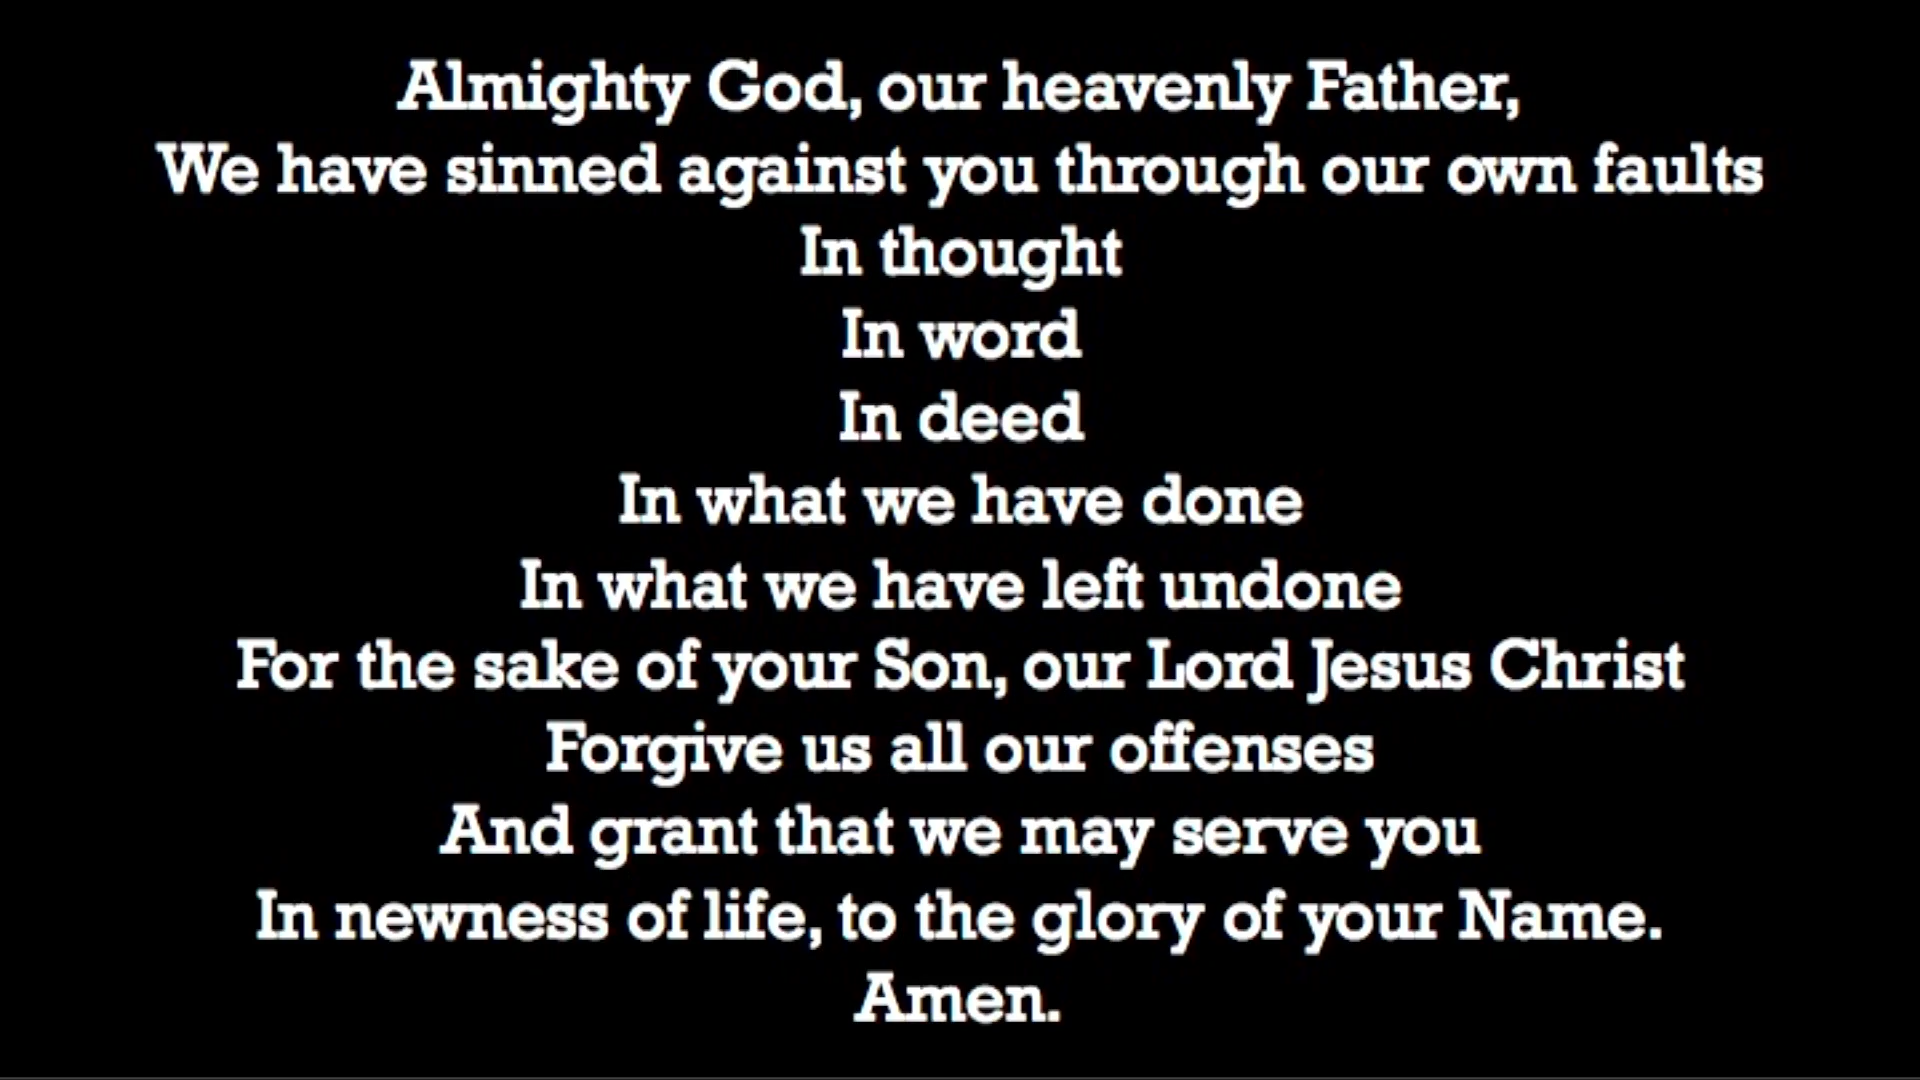 Almighty God, our heavenly Father,
We have sinned against you through our own faults
In thought
In word
In deed
In what we have done
In what we have left undone
For the sake of your Son, our Lord Jesus Christ
Forgive us all our offenses
And grant that we may serve you
In newness of life, to the glory of your Name.
Amen.